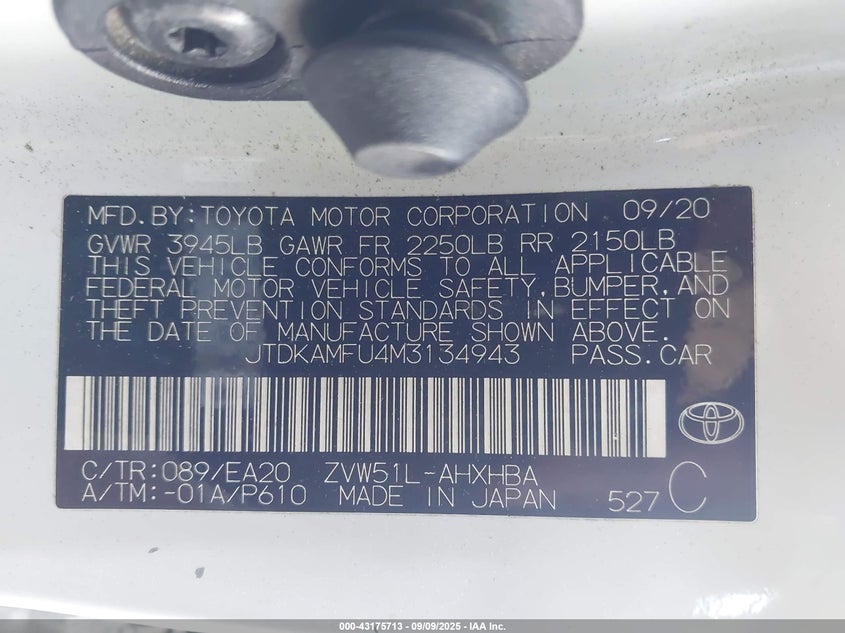 MFD.BY:TOYOTA MOTOR CORPORATION 09/20
GVWR 3945LB GAWR FR 2250LB RR 2150LB
THIS VEHICLE CONFORMS TO ALL APPLICABLE
FEDERAL MOTOR VEHICLE SAFETY,BUMPER,AND
THEFT PREVENTION STANDARDS IN EFFECT ON
THE DATE OF MANUFACTURE SHOWN ABOVE.
JTDKAMFU4M3134943 PASS.CAR
C/TR:089/EA20 ZVW51L-AHXHBA
A/TM:-01A/P610 MADE IN JAPAN 527 C
000-43175713 - 09/09/2025 - IAA Inc.